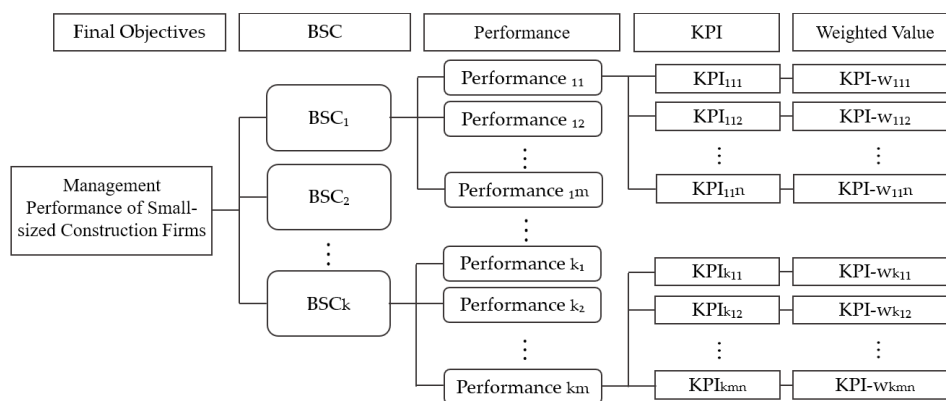 Final Objectives
BSC
Performance
KPI
Weighted Value
Management
Performance of Small-
sized Construction Firms
BSC₁
BSC₂
⋮
BSCk
Performance ₁₁
Performance ₁₂
⋮
Performance ₁m
⋮
Performance k₁
Performance k₂
⋮
Performance km
KPI₁₁₁
KPI₁₁₂
⋮
KPI₁₁n
KPIk₁₁
KPIk₁₂
⋮
KPIkmn
KPI-w₁₁₁
KPI-w₁₁₂
⋮
KPI-w₁₁n
KPI-wk₁₁
KPI-wk₁₂
⋮
KPI-wkmn